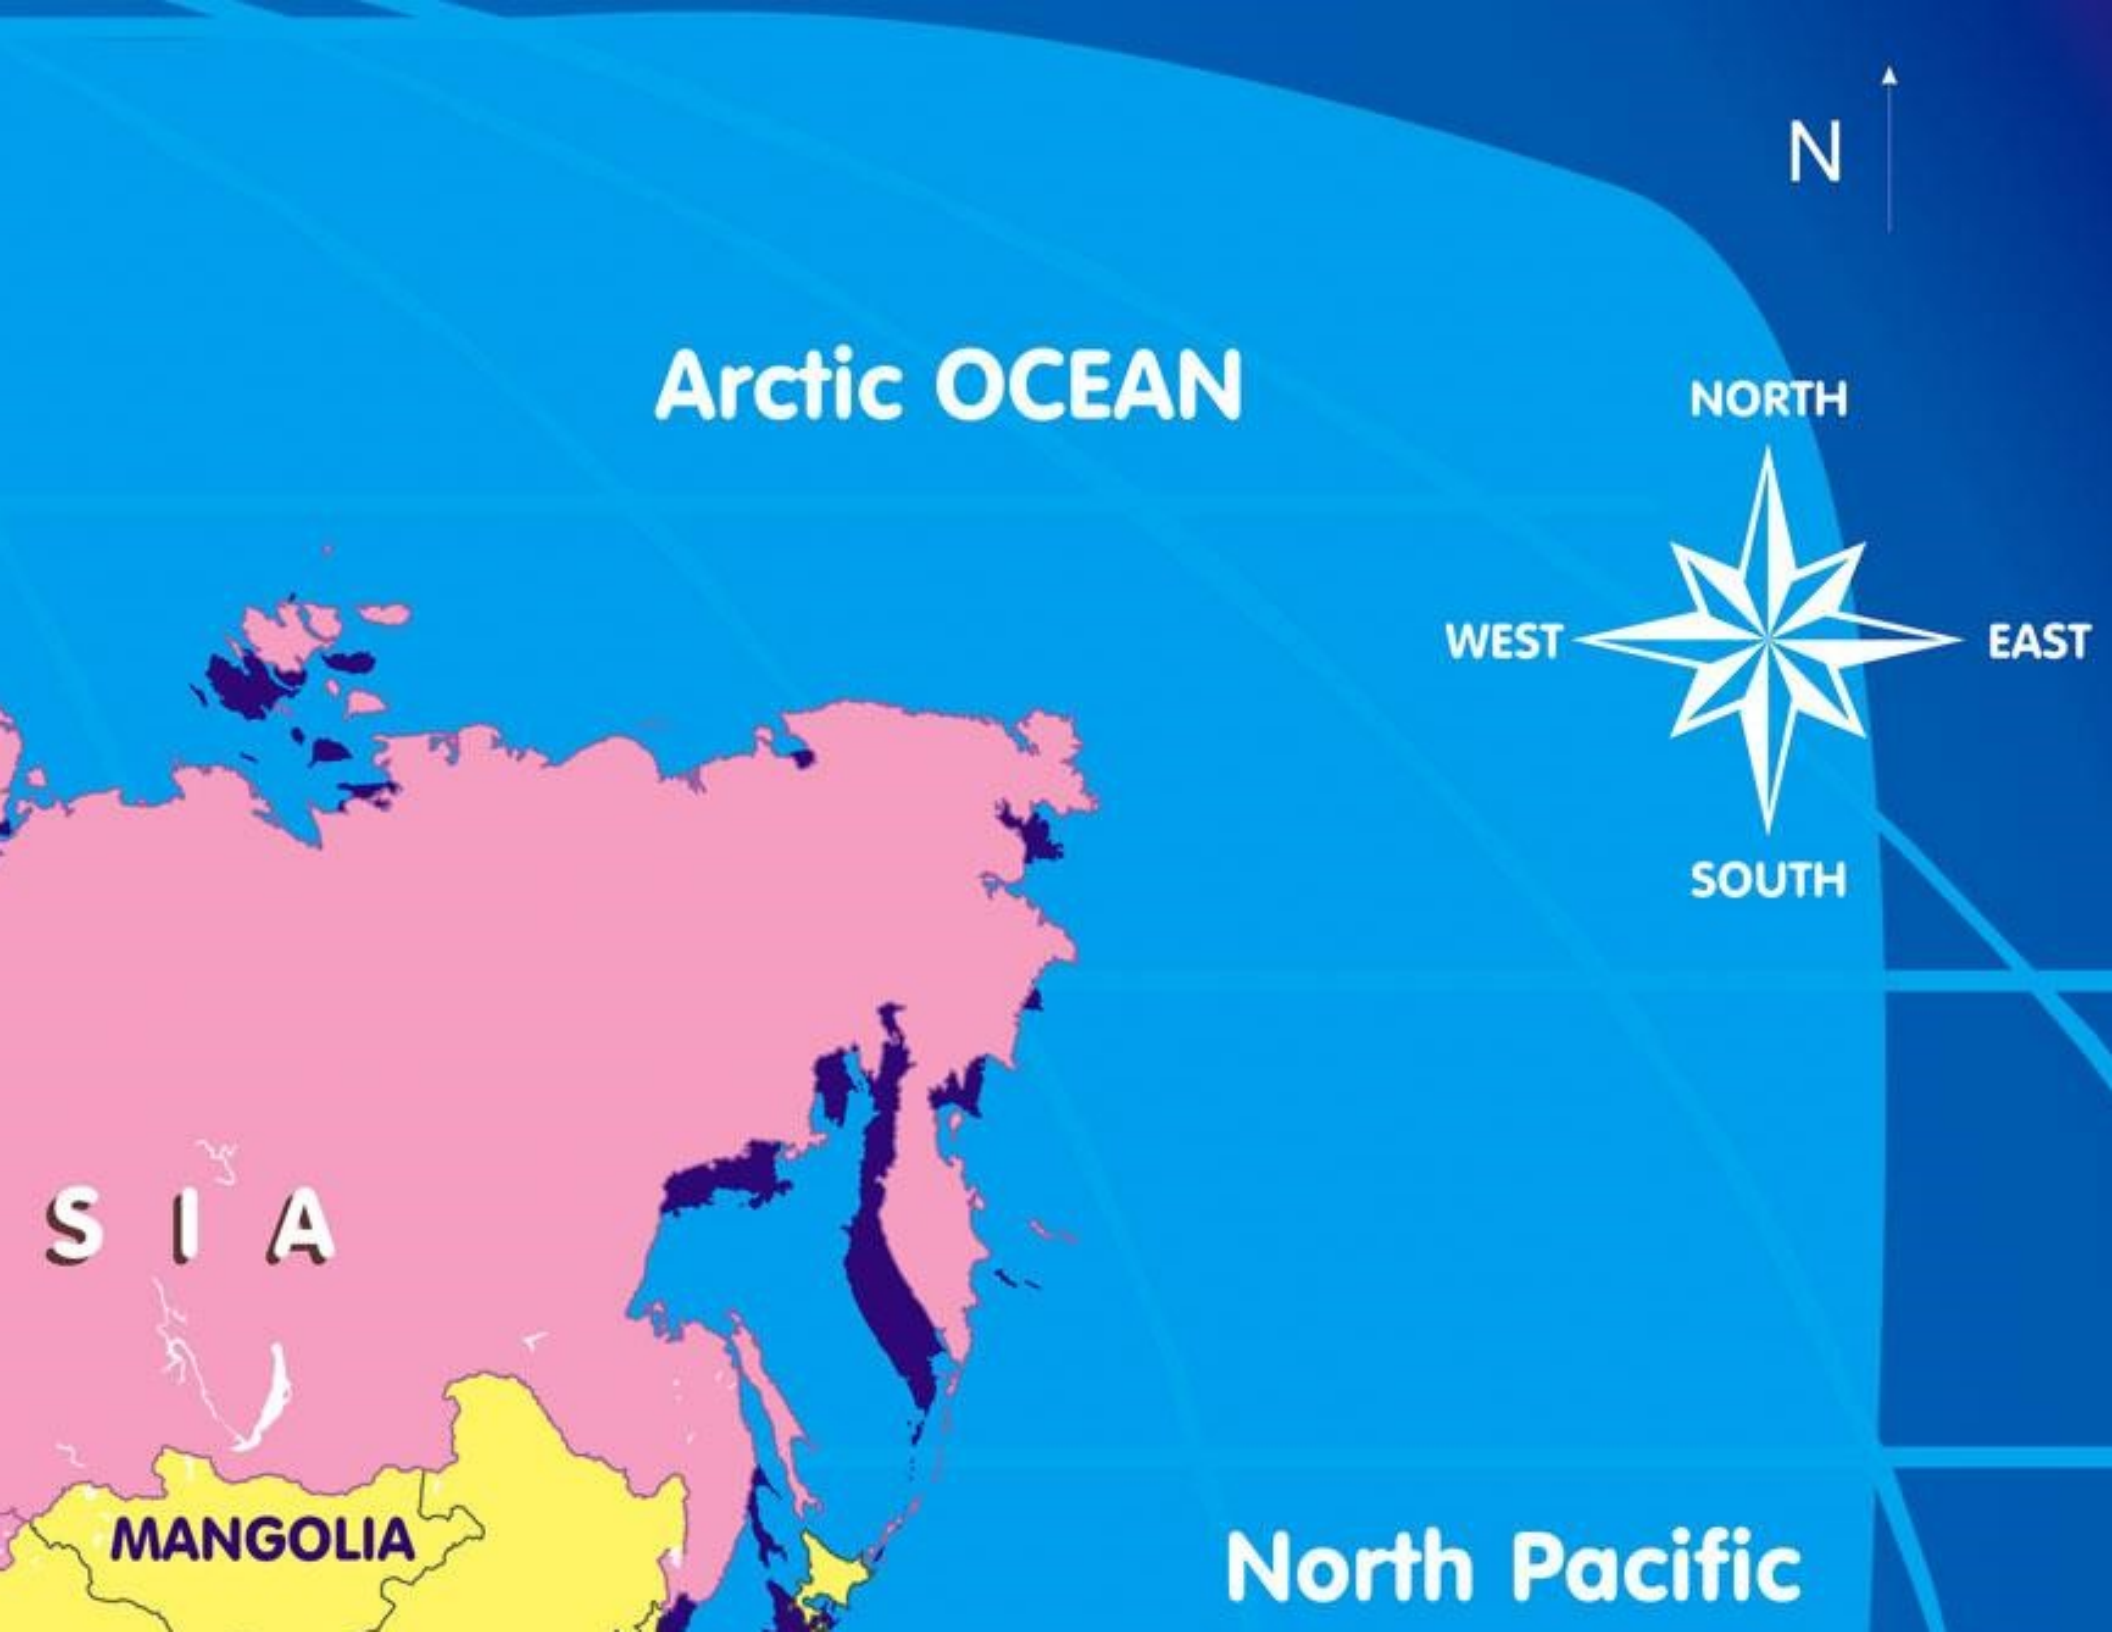 N
Arctic OCEAN
NORTH
WEST
EAST
SOUTH
S I A
MANGOLIA
North Pacific